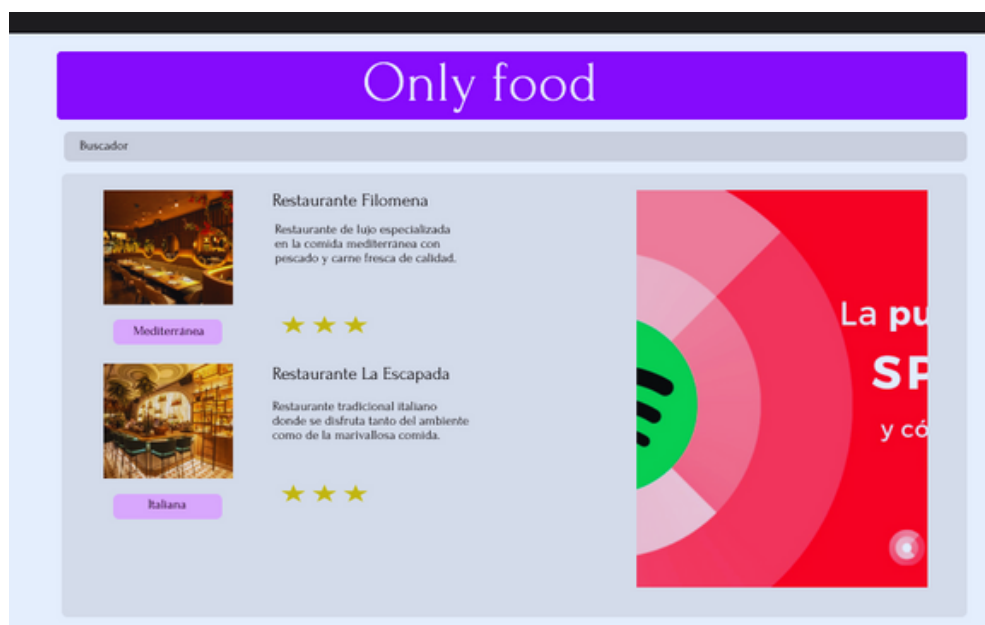 Only food
Buscador
Restaurante Filomena
Restaurante de lujo especializada
en la comida mediterránea con
pescado y carne fresca de calidad.
Mediterránea
Restaurante La Escapada
Restaurante tradicional italiano
donde se disfruta tanto del ambiente
como de la marivallosa comida.
Italiana
La pu
SP
y có